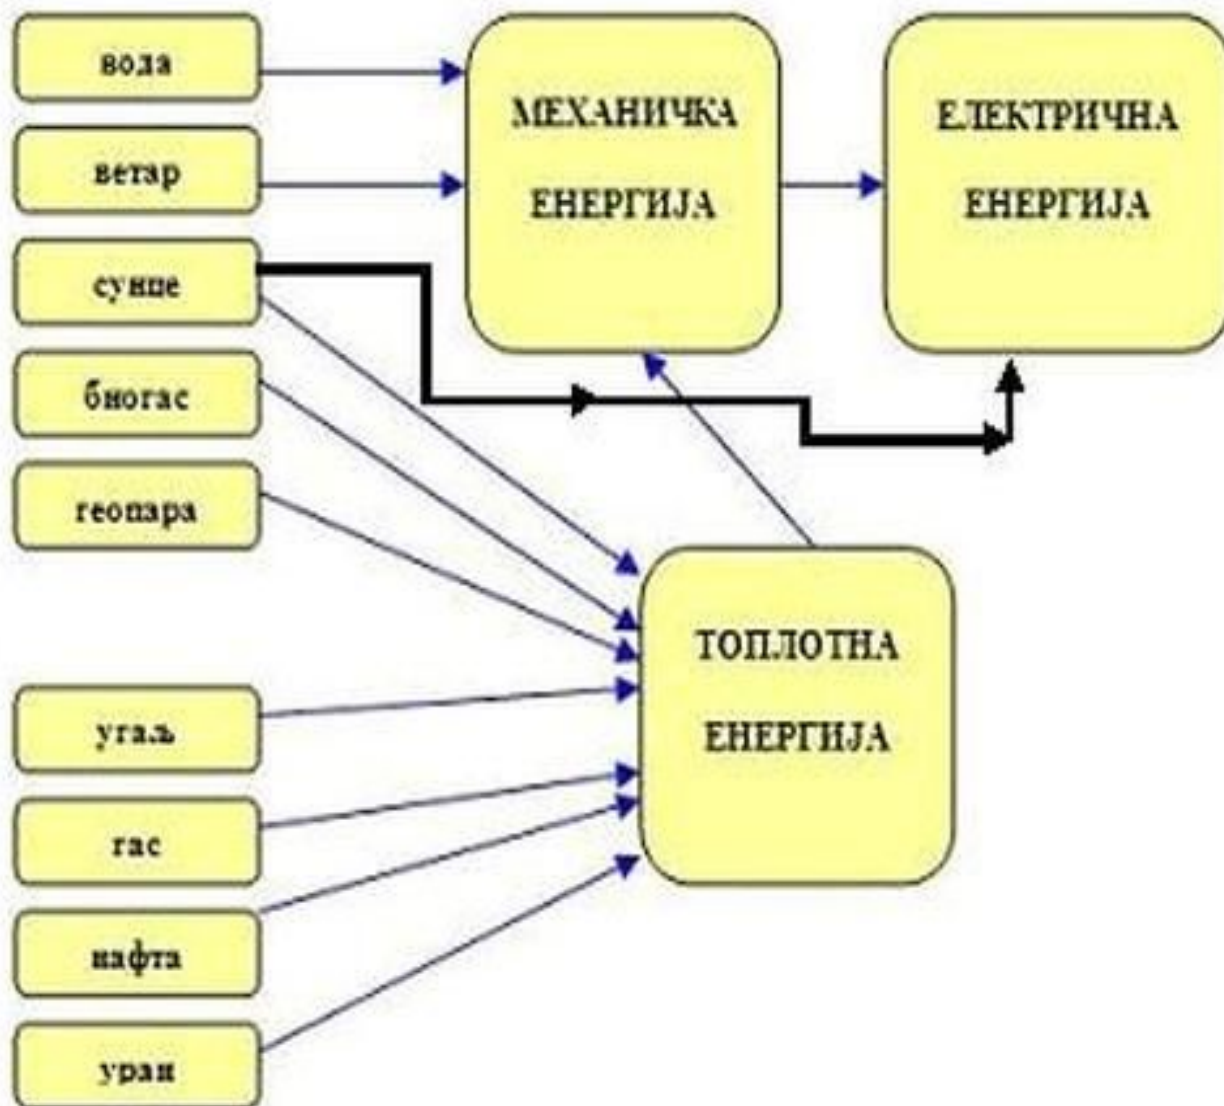 вода
ветар
сунце
биогас
геопара
угаљ
гас
нафта
уран
МЕХАНИЧКА
ЕНЕРГИЈА
ЕЛЕКТРИЧНА
ЕНЕРГИЈА
ТОПЛОТНА
ЕНЕРГИЈА